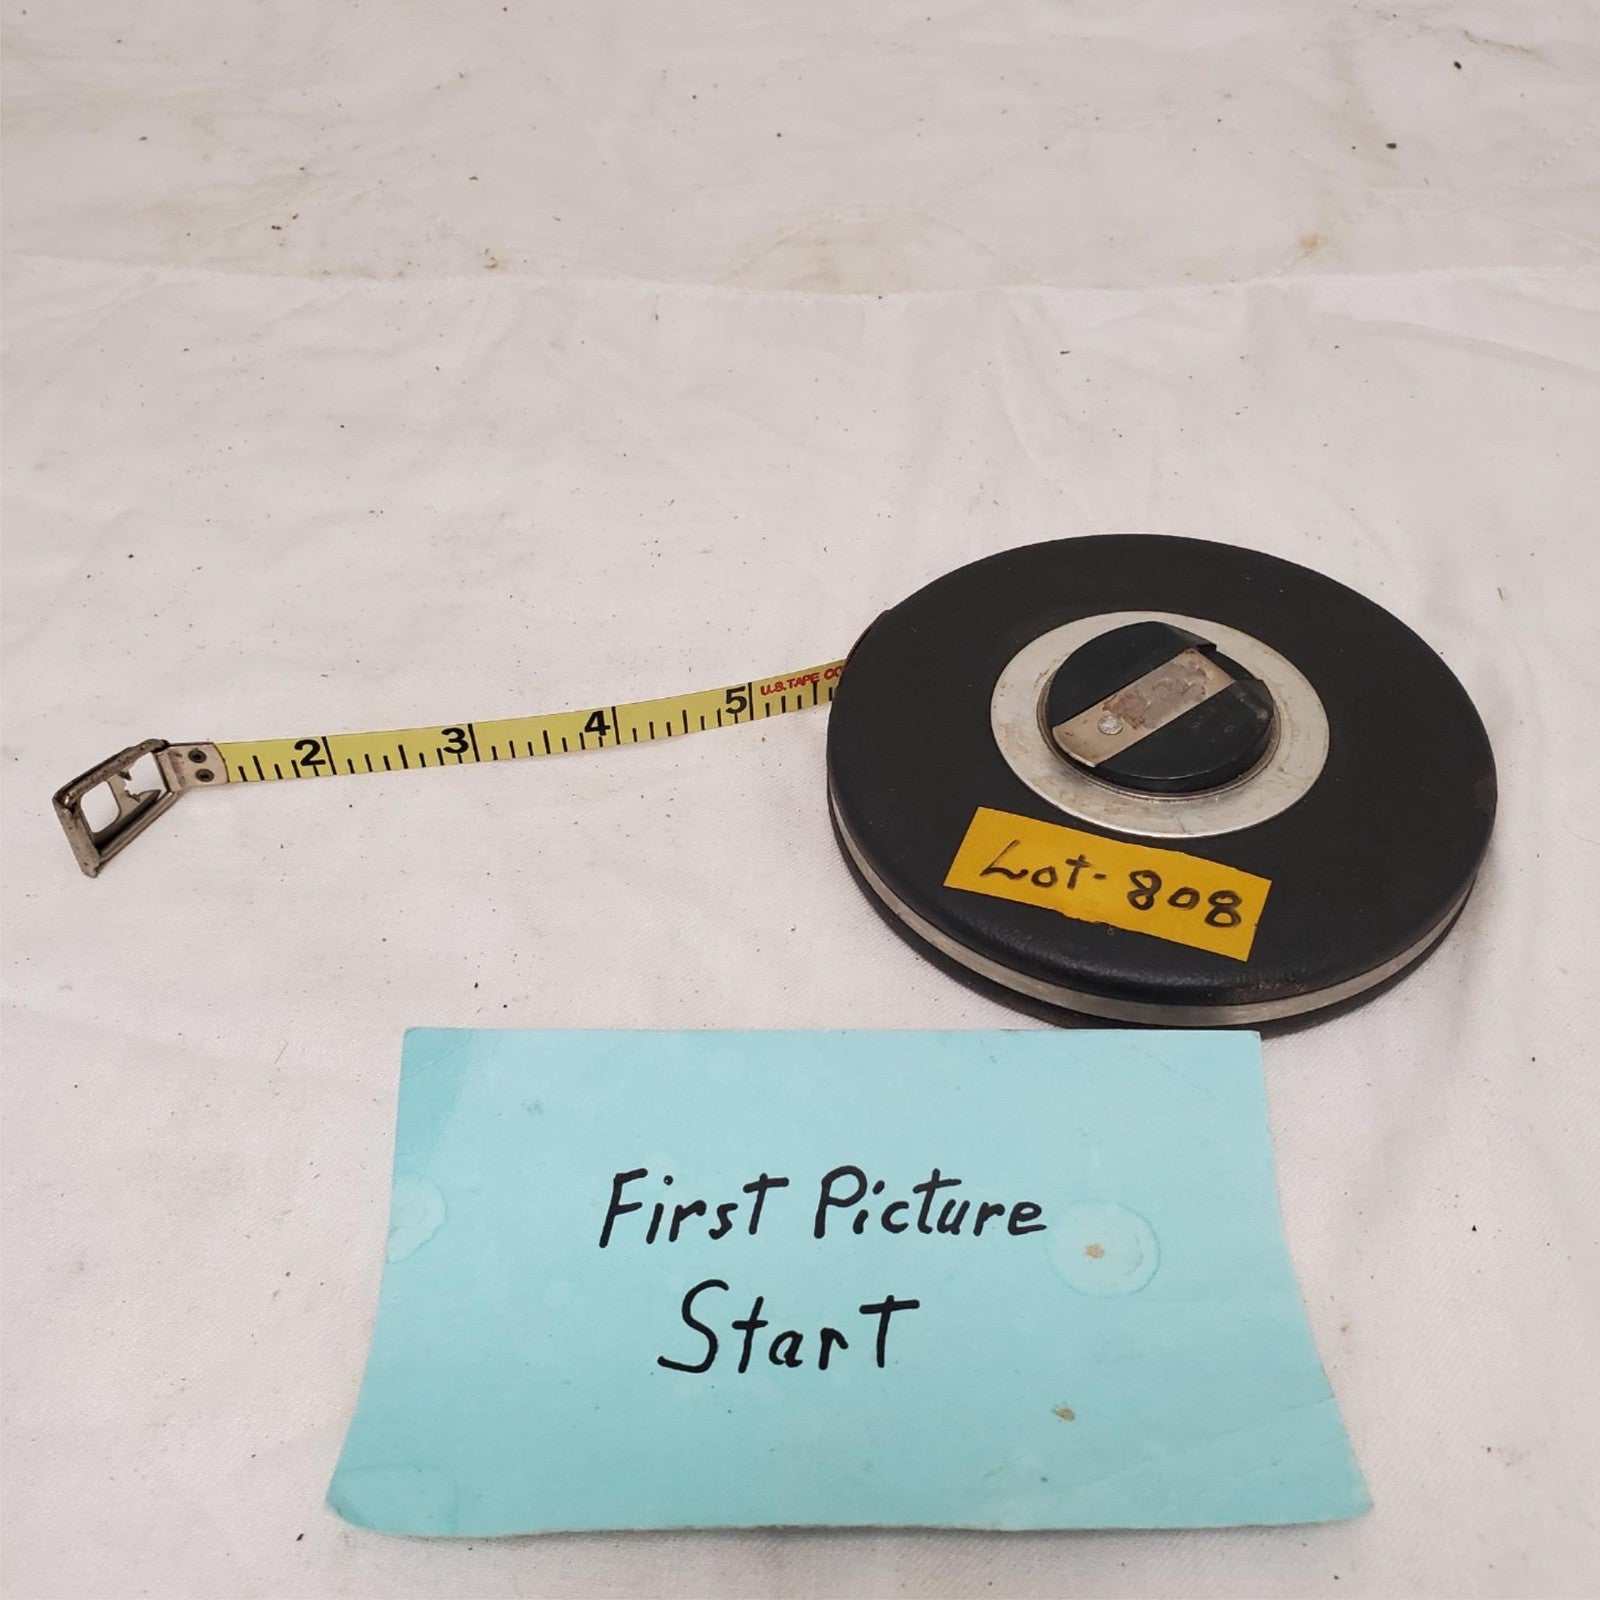 2 3 4 5 U.S. TAPE CO
Lot-808
First Picture
Start